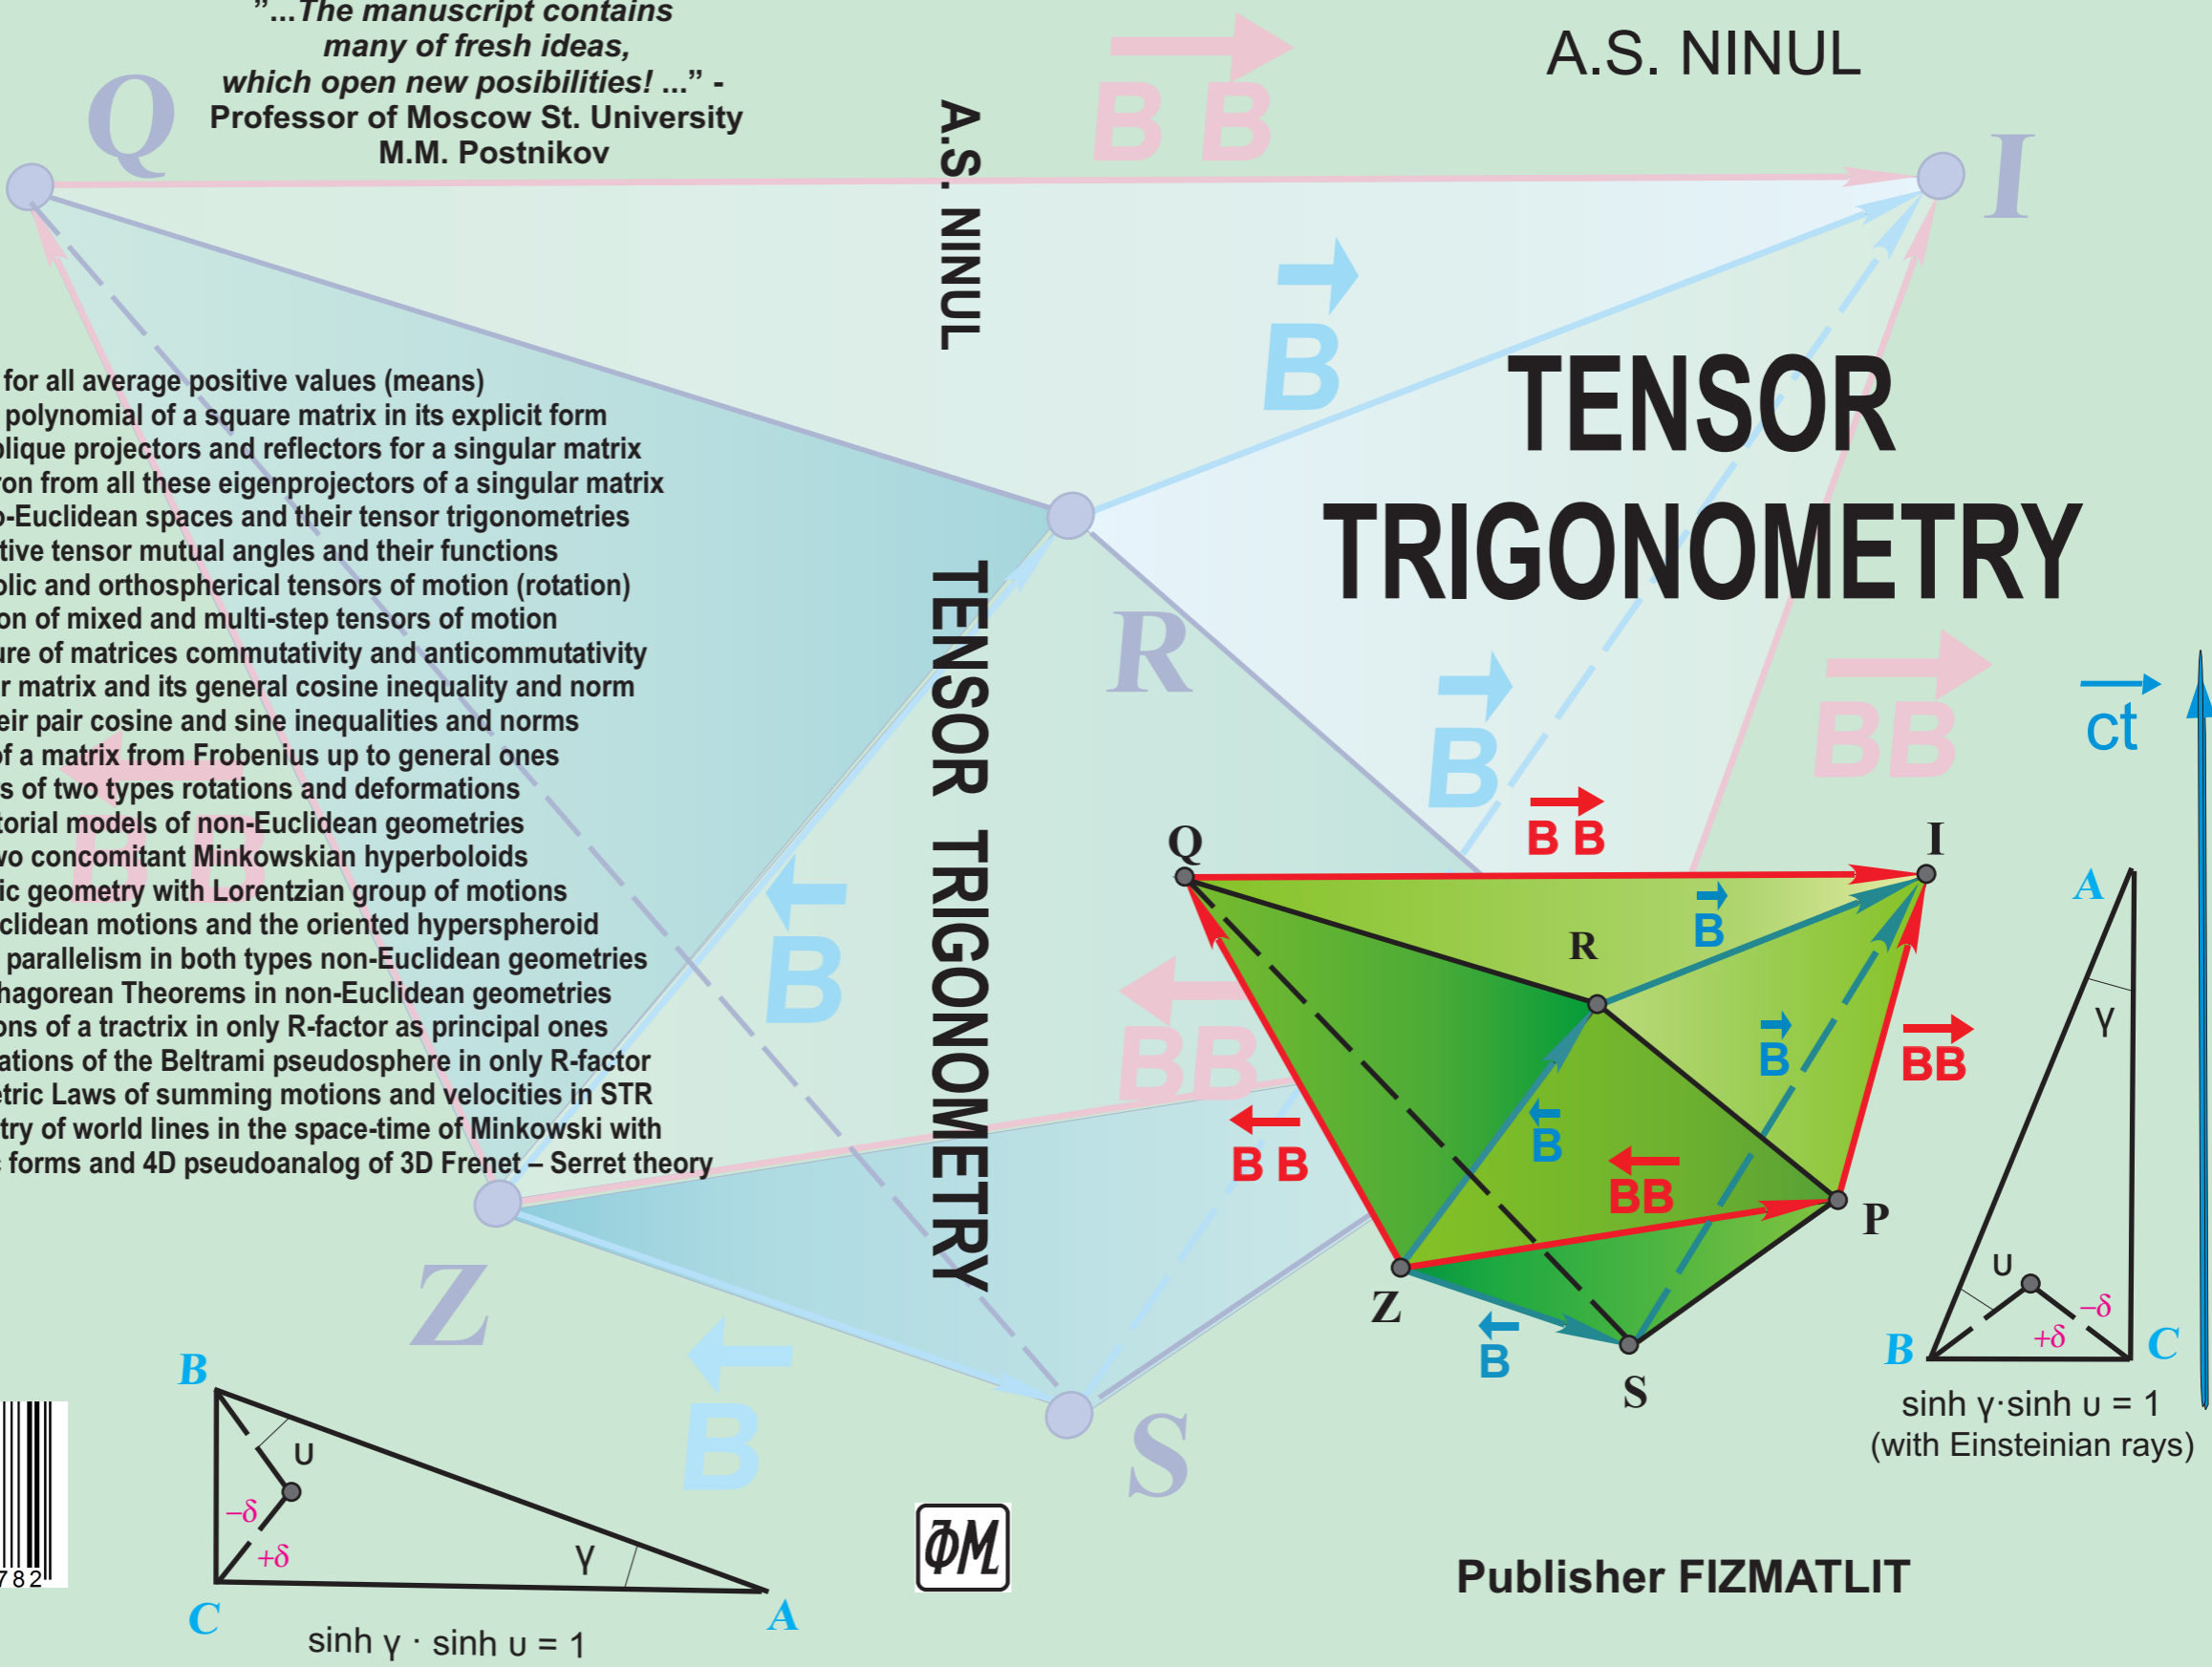 "...The manuscript contains
many of fresh ideas,
which open new posibilities! ..." -
Professor of Moscow St. University
M.M. Postnikov
Q
for all average positive values (means)
polynomial of a square matrix in its explicit form
blique projectors and reflectors for a singular matrix
ron from all these eigenprojectors of a singular matrix
o-Euclidean spaces and their tensor trigonometries
tive tensor mutual angles and their functions
olic and orthospherical tensors of motion (rotation)
on of mixed and multi-step tensors of motion
ure of matrices commutativity and anticommutativity
r matrix and its general cosine inequality and norm
eir pair cosine and sine inequalities and norms
of a matrix from Frobenius up to general ones
s of two types rotations and deformations
torial models of non-Euclidean geometries
wo concomitant Minkowskian hyperboloids
ic geometry with Lorentzian group of motions
clidean motions and the oriented hyperspheroid
parallelism in both types non-Euclidean geometries
hagorean Theorems in non-Euclidean geometries
ons of a tractrix in only R-factor as principal ones
ations of the Beltrami pseudosphere in only R-factor
etric Laws of summing motions and velocities in STR
try of world lines in the space-time of Minkowski with
c forms and 4D pseudoanalog of 3D Frenet – Serret theory
B B
Z
B
υ
–δ
+δ
γ
C
A
sinh γ · sinh υ = 1
782
A.S. NINUL
TENSOR TRIGONOMETRY
ФМЛ
B B
I
B
R
B
BB
B
BB
B
S
A.S. NINUL
TENSOR
TRIGONOMETRY
ct
Q
B B
I
B
R
B
BB
B B
B
BB
P
Z
B
S
A
γ
υ
–δ
+δ
B
C
sinh γ·sinh υ = 1
(with Einsteinian rays)
Publisher FIZMATLIT